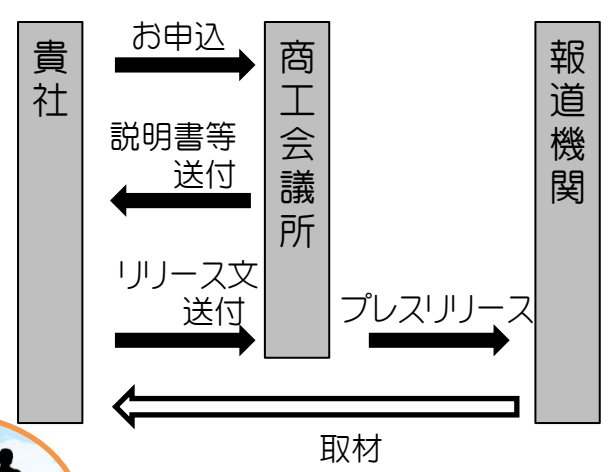 貴社
お申込
商工会議所
報道機関
説明書等
送付
リリース文
送付
プレスリリース
取材